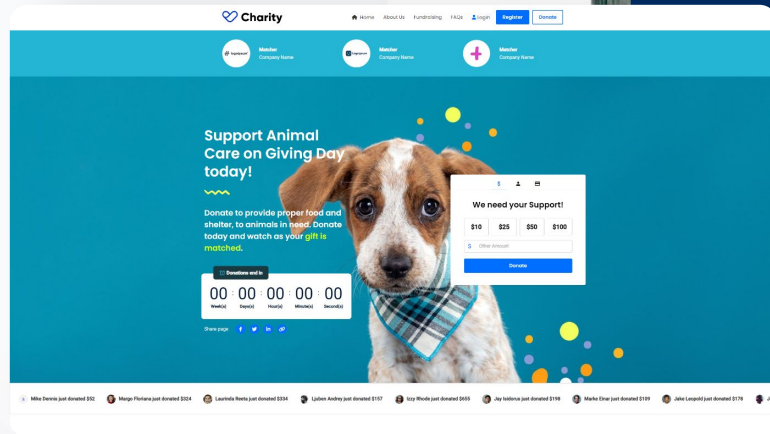 Charity
Home About Us Fundraising FAQs Login Register Donate
Matcher
Company Name
Matcher
Company Name
Matcher
Company Name
Support Animal
Care on Giving Day
today!
Donate to provide proper food and
shelter, to animals in need. Donate
today and watch as your gift is
matched.
Donations end in
00 : 00 : 00 : 00 : 00
Week(s) Days(s) Hour(s) Minute(s) Second(s)
Share page
$
We need your Support!
$10 $25 $50 $100
$ Other Amount
Donate
Mike Dennis just donated $52 Margo Floriana just donated $324 Laurinda Reeta just donated $334 Ljuben Andrey just donated $157 Izzy Rhode just donated $655 Jay Isidorus just donated $198 Marke Einar just donated $109 Jake Leopold just donated $178